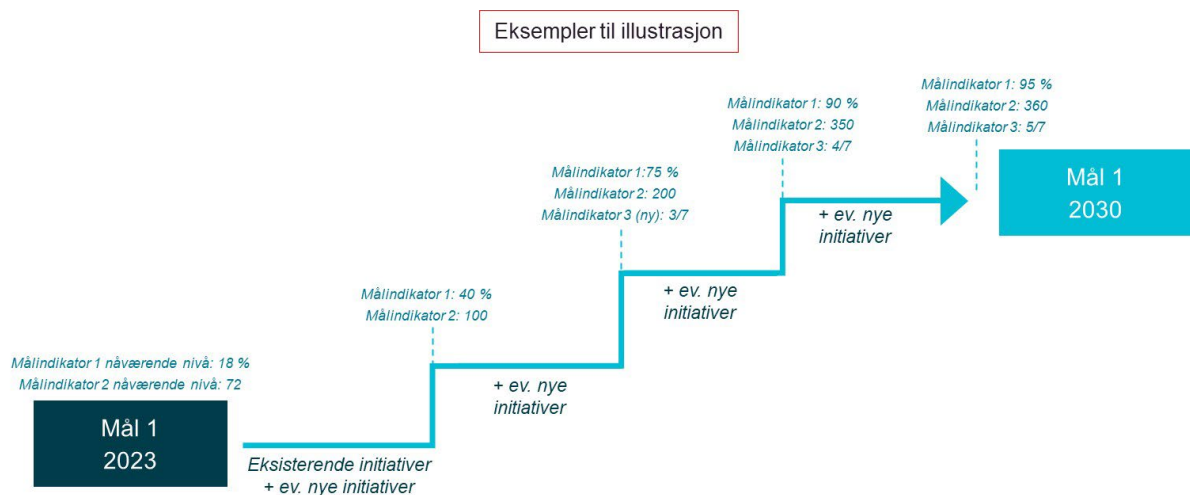 Eksempler til illustrasjon
Målindikator 1: 95 %
Målindikator 2: 360
Målindikator 3: 5/7
Målindikator 1: 90 %
Målindikator 2: 350
Målindikator 3: 4/7
Målindikator 1:75 %
Målindikator 2: 200
Målindikator 3 (ny): 3/7
Målindikator 1: 40 %
Målindikator 2: 100
Målindikator 1 nåværende nivå: 18 %
Målindikator 2 nåværende nivå: 72
Mål 1
2023
Eksisterende initiativer
+ ev. nye initiativer
+ ev. nye
initiativer
+ ev. nye
initiativer
+ ev. nye
initiativer
Mål 1
2030